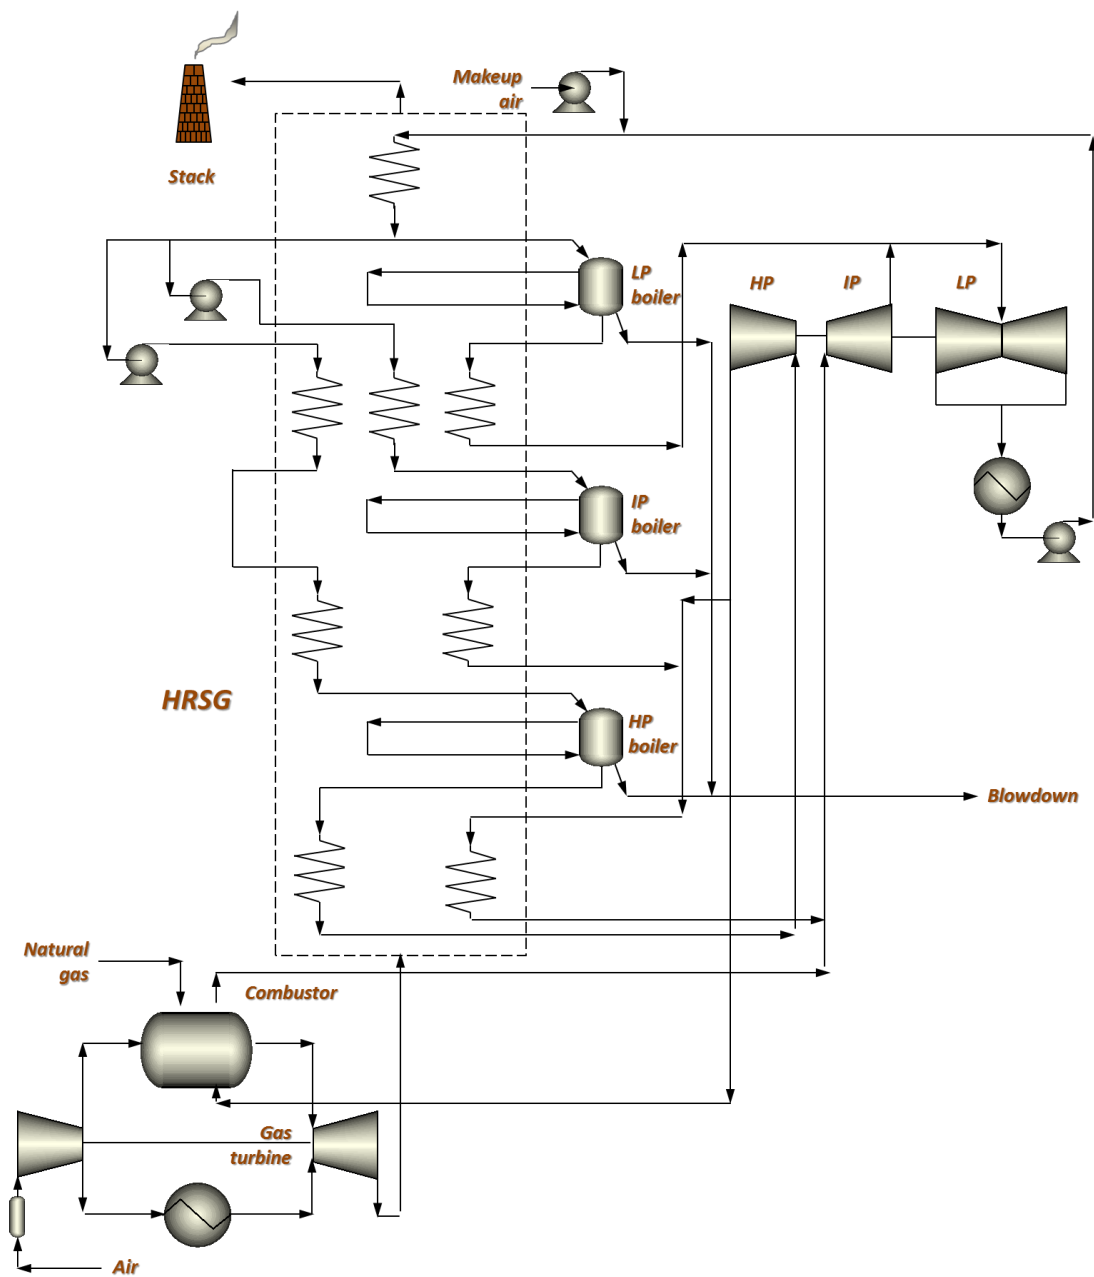 Makeup
air
Stack
LP
boiler
HP
IP
LP
IP
boiler
HRSG
HP
boiler
Blowdown
Natural
gas
Combustor
Gas
turbine
Air